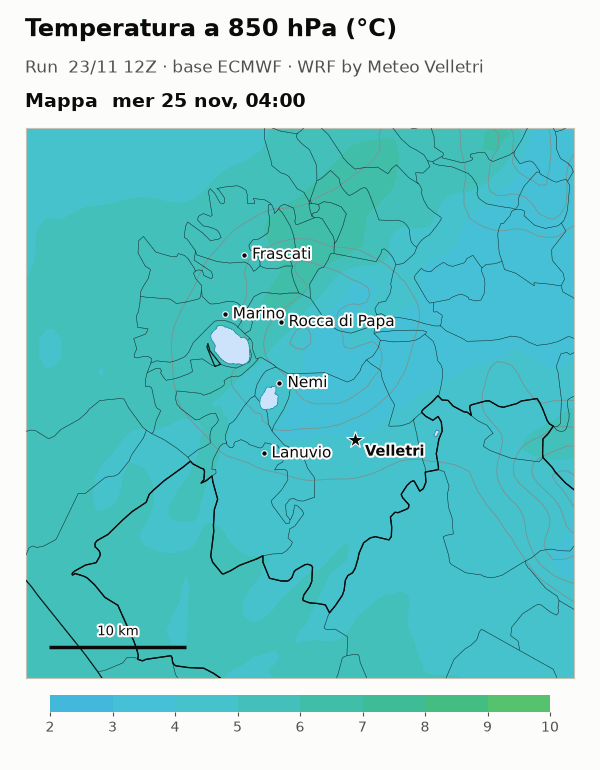 Temperatura a 850 hPa (°C)
Run  23/11 12Z · base ECMWF · WRF by Meteo Velletri
Mappa  mer 25 nov, 04:00
Frascati
Marino
Rocca di Papa
Nemi
Velletri
Lanuvio
10 km
2 3 4 5 6 7 8 9 10